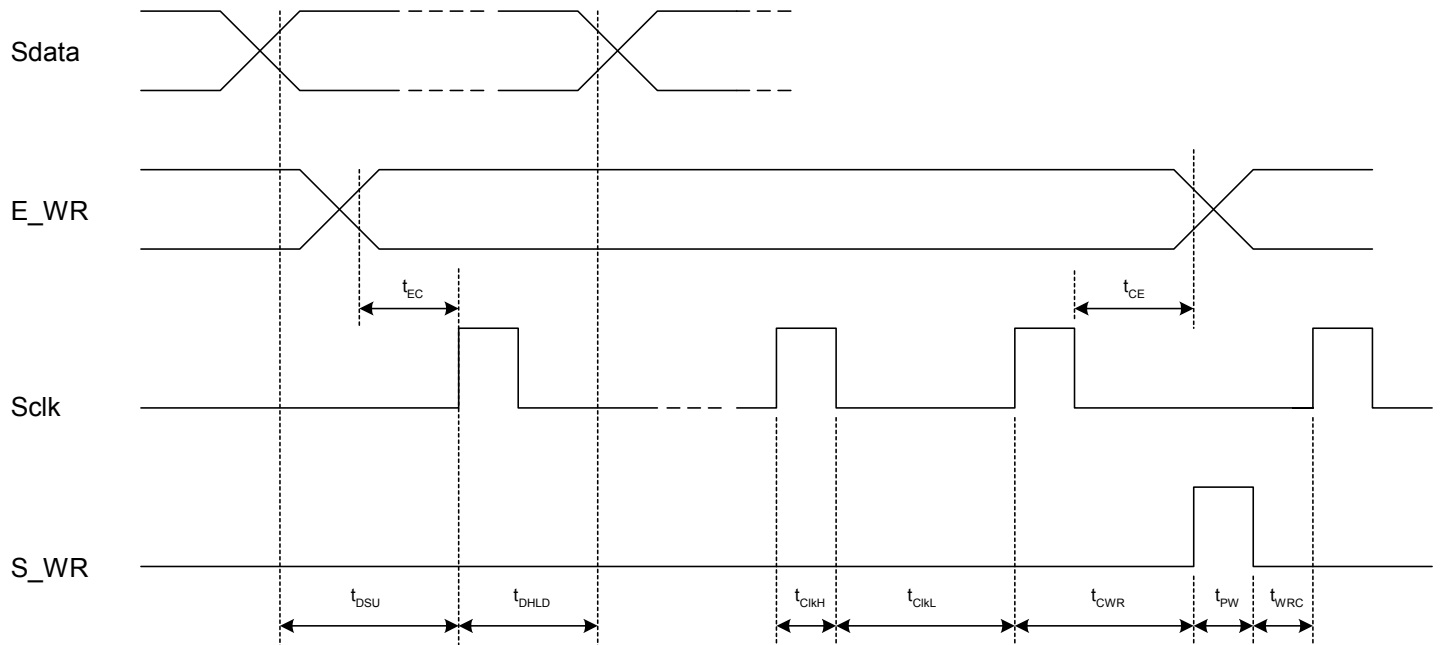 Sdata
E_WR
tEC
tCE
Sclk
S_WR
tDSU
tDHLD
tClkH
tClkL
tCWR
tPW
tWRC